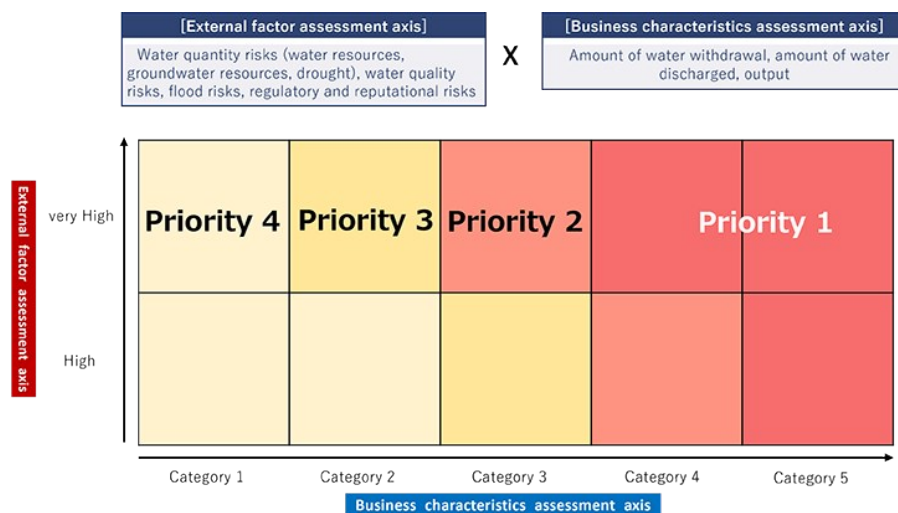 [External factor assessment axis]
Water quantity risks (water resources,
groundwater resources, drought), water quality
risks, flood risks, regulatory and reputational risks
X
[Business characteristics assessment axis]
Amount of water withdrawal, amount of water
discharged, output
External factor assessment axis
very High
High
Priority 4
Priority 3
Priority 2
Priority 1
Category 1
Category 2
Category 3
Category 4
Category 5
Business characteristics assessment axis